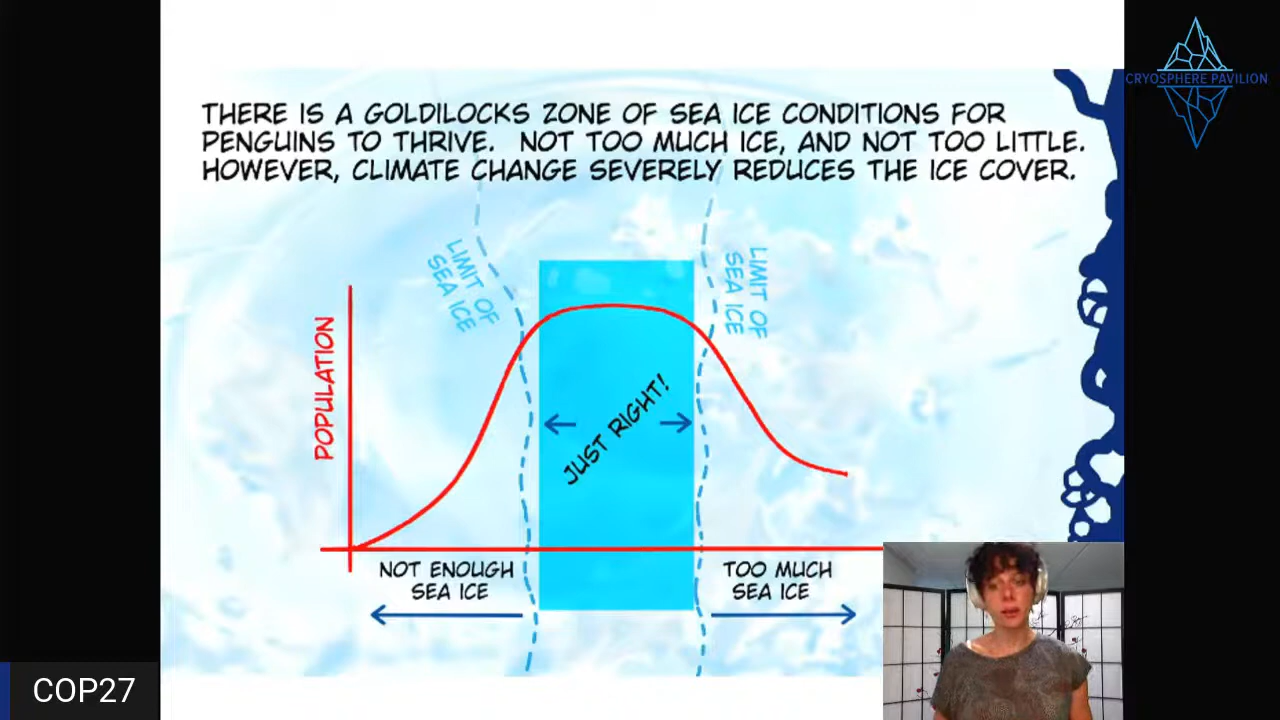 CRYOSPHERE PAVILION
THERE IS A GOLDILOCKS ZONE OF SEA ICE CONDITIONS FOR
PENGUINS TO THRIVE. NOT TOO MUCH ICE, AND NOT TOO LITTLE.
HOWEVER, CLIMATE CHANGE SEVERELY REDUCES THE ICE COVER.
LIMIT OF
SEA ICE
LIMIT OF
SEA ICE
POPULATION
JUST RIGHT!
NOT ENOUGH
SEA ICE
TOO MUCH
SEA ICE
COP27